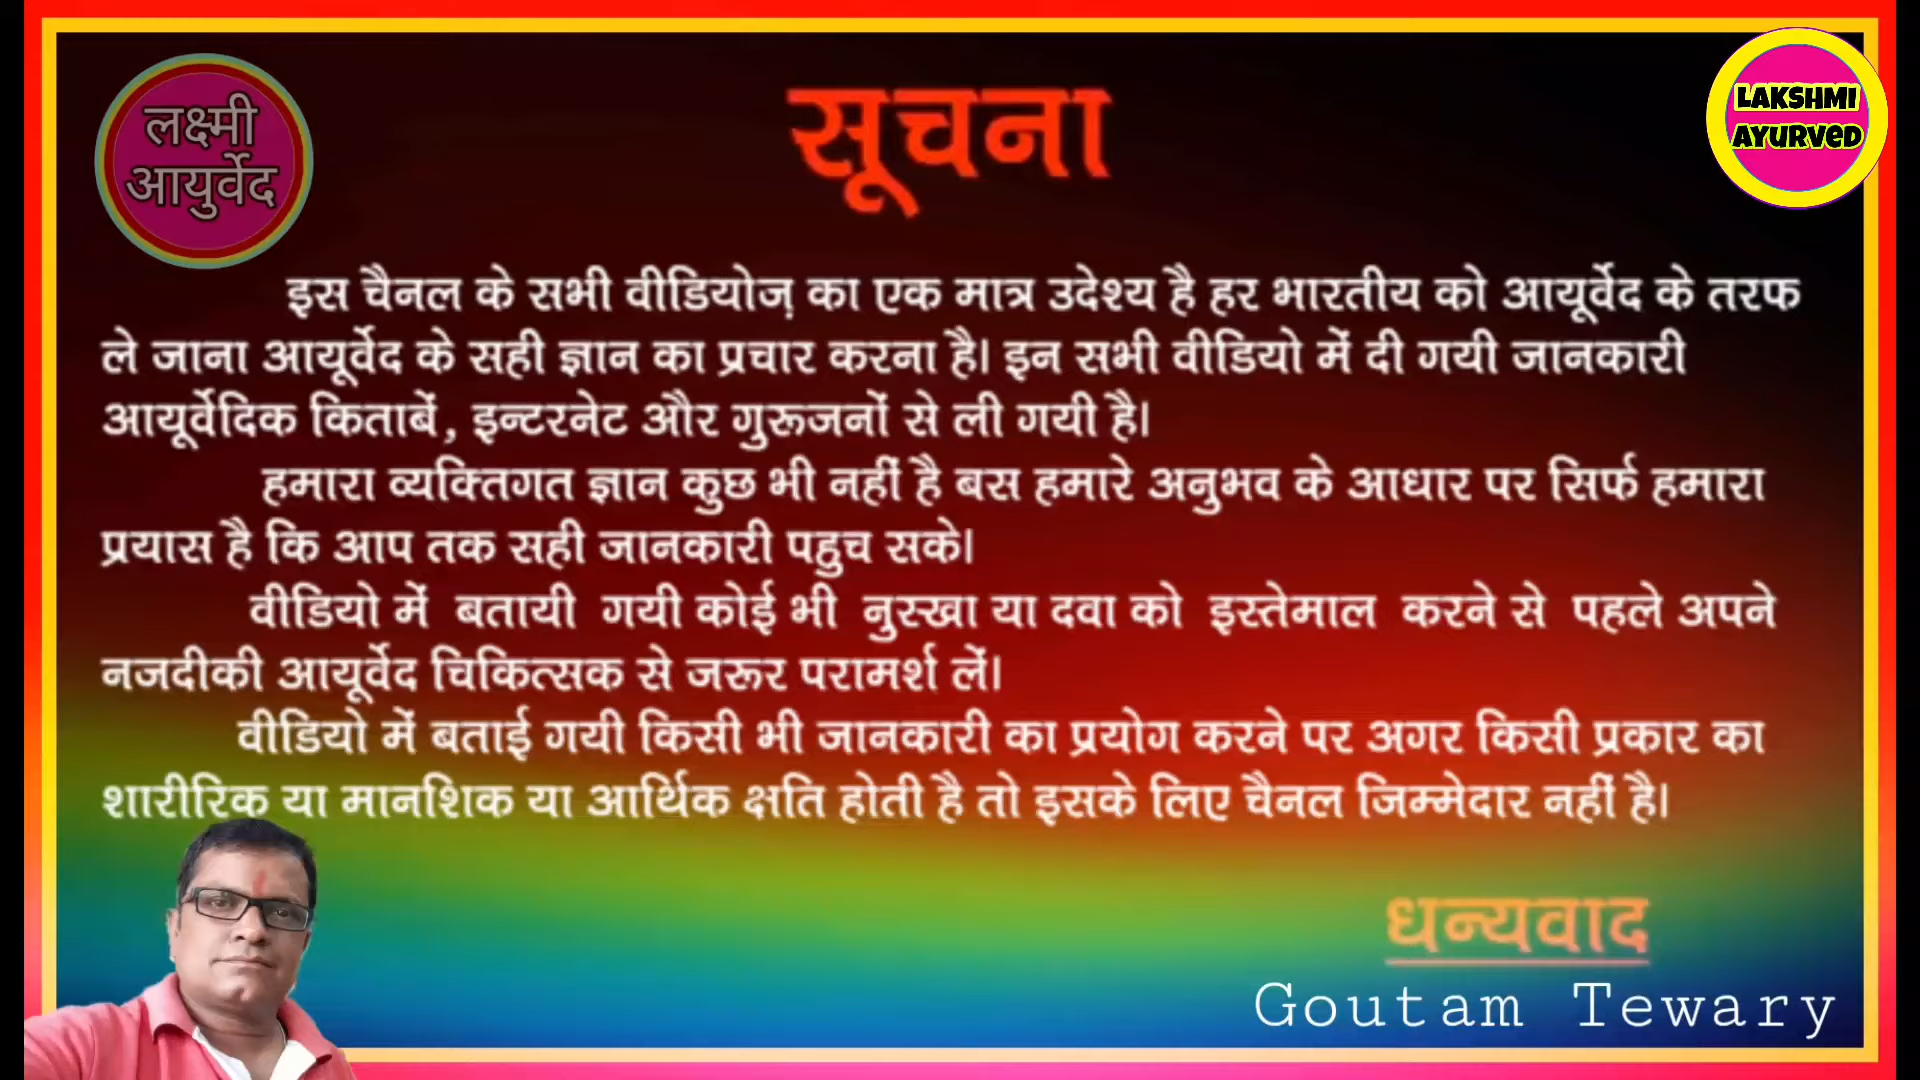 लक्ष्मी
आयुर्वेद
LAKSHMI
AYURVED
सूचना
इस चैनल के सभी वीडियोज़ का एक मात्र उदेश्य है हर भारतीय को आयूर्वेद के तरफ
ले जाना आयूर्वेद के सही ज्ञान का प्रचार करना है। इन सभी वीडियो में दी गयी जानकारी
आयूर्वेदिक किताबें, इन्टरनेट और गुरुजनों से ली गयी है।
हमारा व्यक्तिगत ज्ञान कुछ भी नहीं है बस हमारे अनुभव के आधार पर सिर्फ हमारा
प्रयास है कि आप तक सही जानकारी पहुच सके।
वीडियो में बतायी गयी कोई भी नुस्खा या दवा को इस्तेमाल करने से पहले अपने
नजदीकी आयूर्वेद चिकित्सक से जरूर परामर्श लें।
वीडियो में बताई गयी किसी भी जानकारी का प्रयोग करने पर अगर किसी प्रकार का
शारीरिक या मानशिक या आर्थिक क्षति होती है तो इसके लिए चैनल जिम्मेदार नहीं है।
धन्यवाद
Goutam Tewary